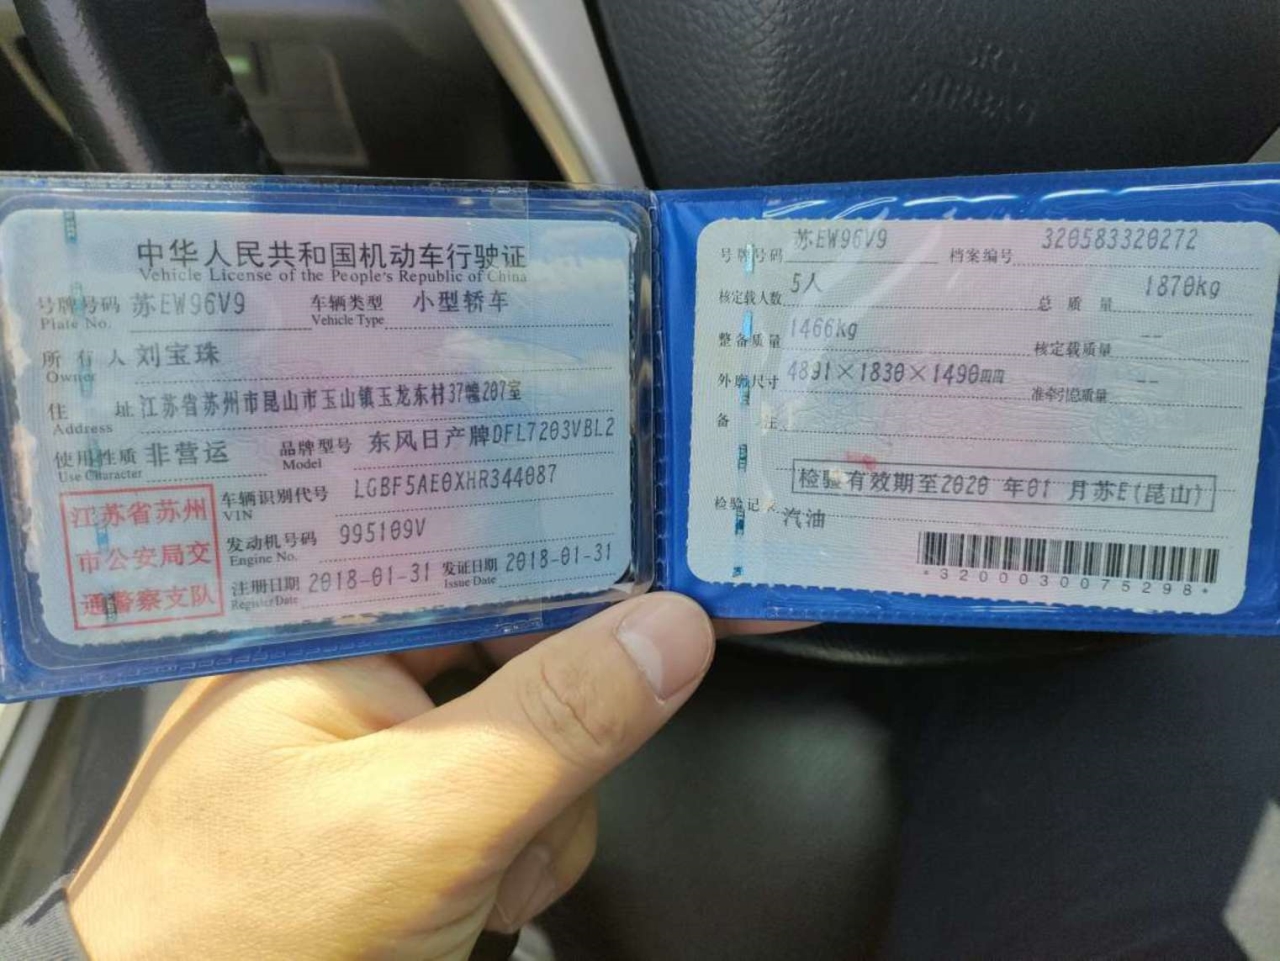 中华人民共和国机动车行驶证
Vehicle License of the People's Republic of China
号牌号码 苏EW96V9 车辆类型 小型轿车
Plate No. Vehicle Type
所有人 刘宝珠
Owner
住址 江苏省苏州市昆山市玉山镇玉龙东村37幢207室
Address
使用性质 非营运 品牌型号 东风日产牌DFL7203VBL2
Use Character Model
江苏省苏州
市公安局交
通警察支队
车辆识别代号 LGBF5AE0XHR344087
VIN
发动机号码 995109V
Engine No.
注册日期 2018-01-31 发证日期 2018-01-31
Register Date Issue Date
号牌号码 苏EW96V9 档案编号 320583320272
核定载人数 5人 总质量 1870kg
整备质量 1466kg 核定载质量 --
外廓尺寸 4891×1830×1490 准牵引总质量 --
备注
检验有效期至2020 年01 月苏E(昆山)
检验记录
汽油
*3200030075298*
SRS
AIRBAG